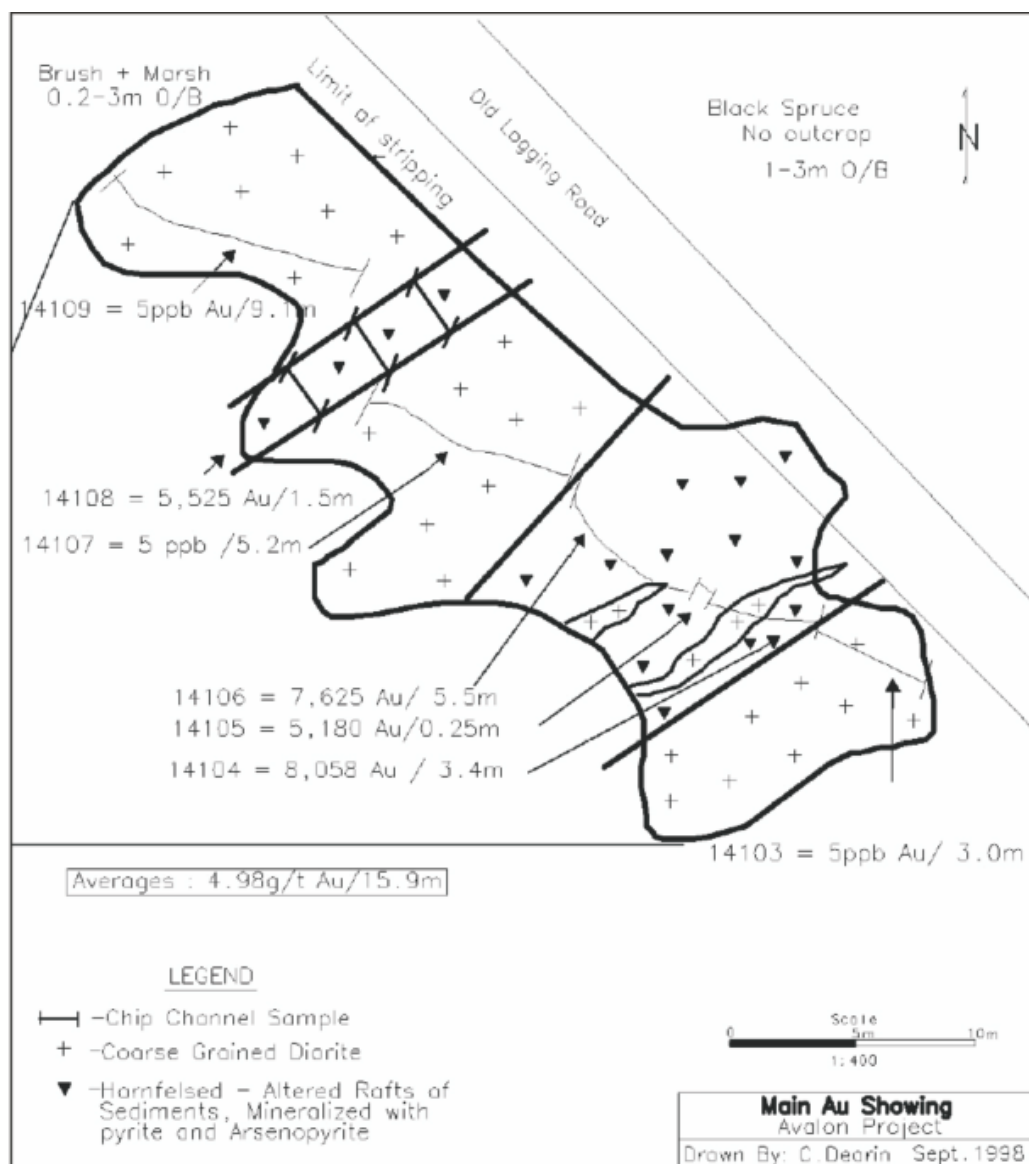 Brush + Marsh
0.2-3m O/B
Limit of stripping
Old Logging Road
Black Spruce
No outcrop
1-3m O/B
N
14109 = 5ppb Au/9.1m
14108 = 5,525 Au/1.5m
14107 = 5 ppb /5.2m
14106 = 7,625 Au/ 5.5m
14105 = 5,180 Au/0.25m
14104 = 8,058 Au / 3.4m
14103 = 5ppb Au/ 3.0m
Averages : 4.98g/t Au/15.9m
LEGEND
-Chip Channel Sample
+ -Coarse Grained Diorite
▼ -Hornfelsed - Altered Rafts of
Sediments, Mineralized with
pyrite and Arsenopyrite
Scale
0 5m 10m
1:400
Main Au Showing
Avalon Project
Drawn By: C.Dearin Sept.1998